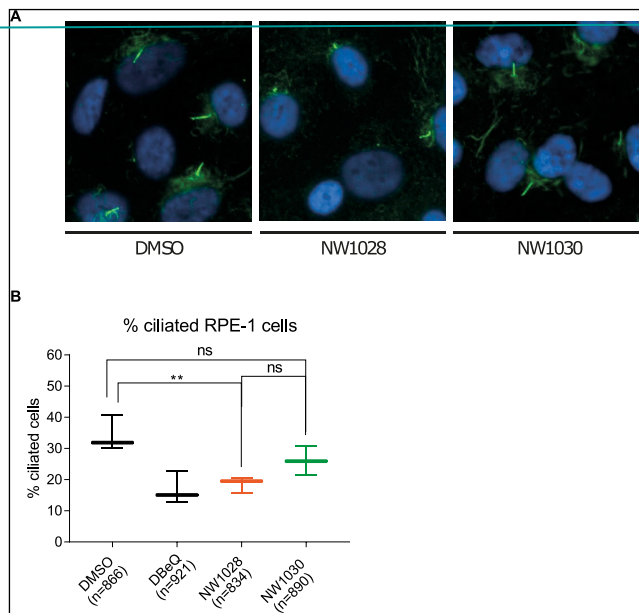 A
DMSO
NW1028
NW1030
B
% ciliated RPE-1 cells
ns
**
ns
60
50
40
30
20
10
0
% ciliated cells
DMSO
(n=866)
DBeQ
(n=921)
NW1028
(n=834)
NW1030
(n=890)